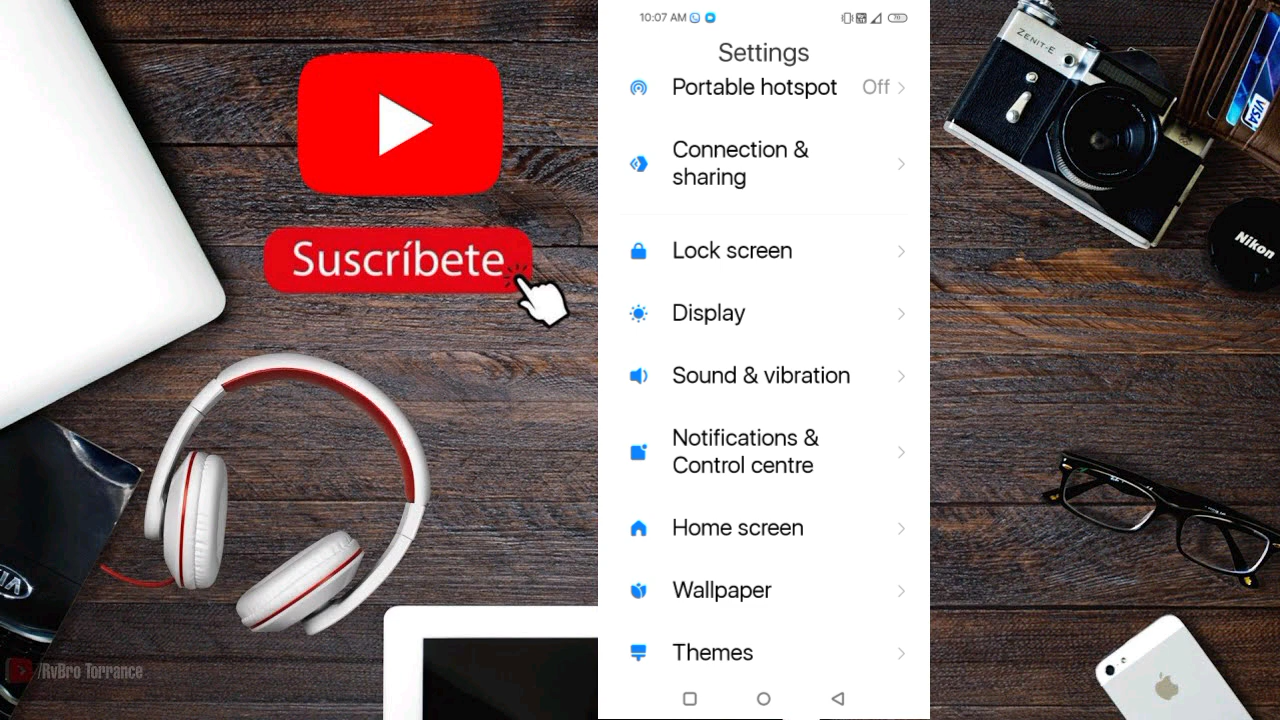 10:07 AM
Settings
Portable hotspot
Off
Connection &
sharing
Lock screen
Display
Sound & vibration
Notifications &
Control centre
Home screen
Wallpaper
Themes
Suscríbete
ZENIT-E
VISA
Nikon
/RvBro Torrance